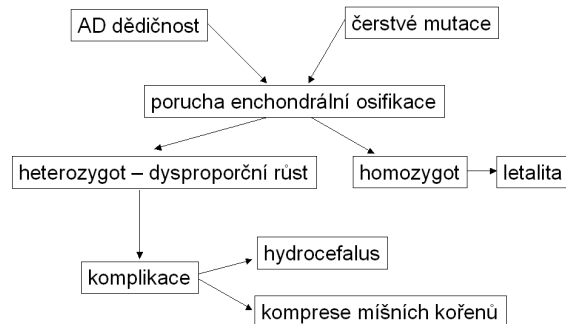 AD dědičnost
čerstvé mutace
porucha enchondrální osifikace
heterozygot – dysproporční růst
homozygot
letalita
hydrocefalus
komplikace
komprese míšních kořenů